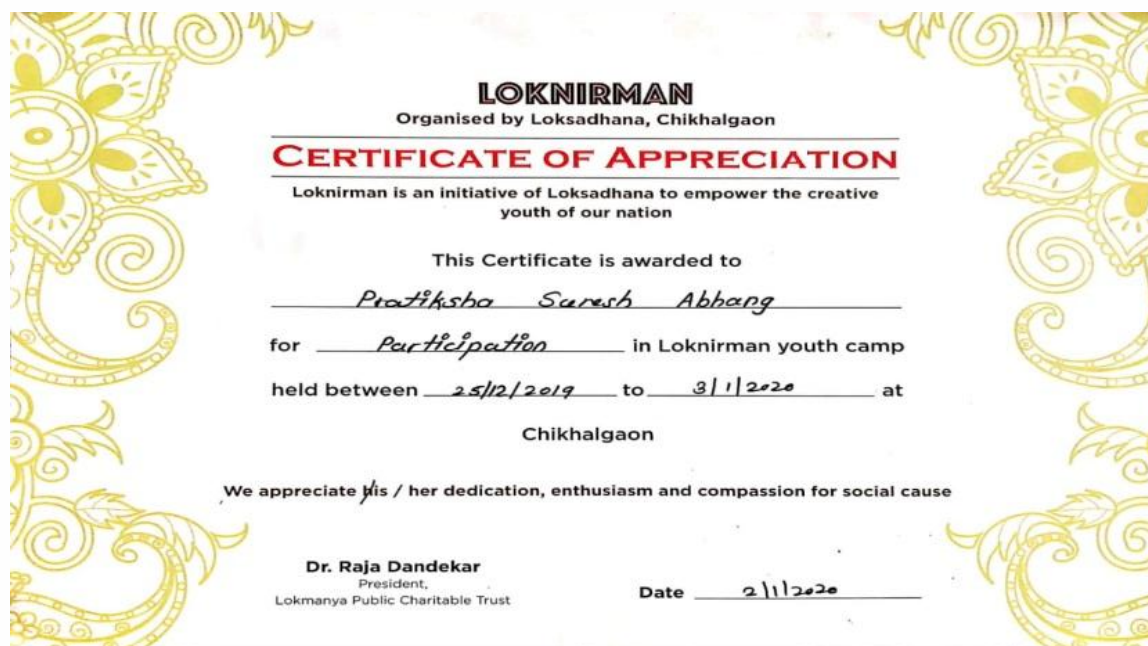 LOKNIRMAN
Organised by Loksadhana, Chikhalgaon
CERTIFICATE OF APPRECIATION
Loknirman is an initiative of Loksadhana to empower the creative
youth of our nation
This Certificate is awarded to
Pratiksha Suresh Abhang
for Participation in Loknirman youth camp
held between 25/12/2019 to 3/1/2020 at
Chikhalgaon
We appreciate his / her dedication, enthusiasm and compassion for social cause
Dr. Raja Dandekar
President,
Lokmanya Public Charitable Trust
Date 2/1/2020